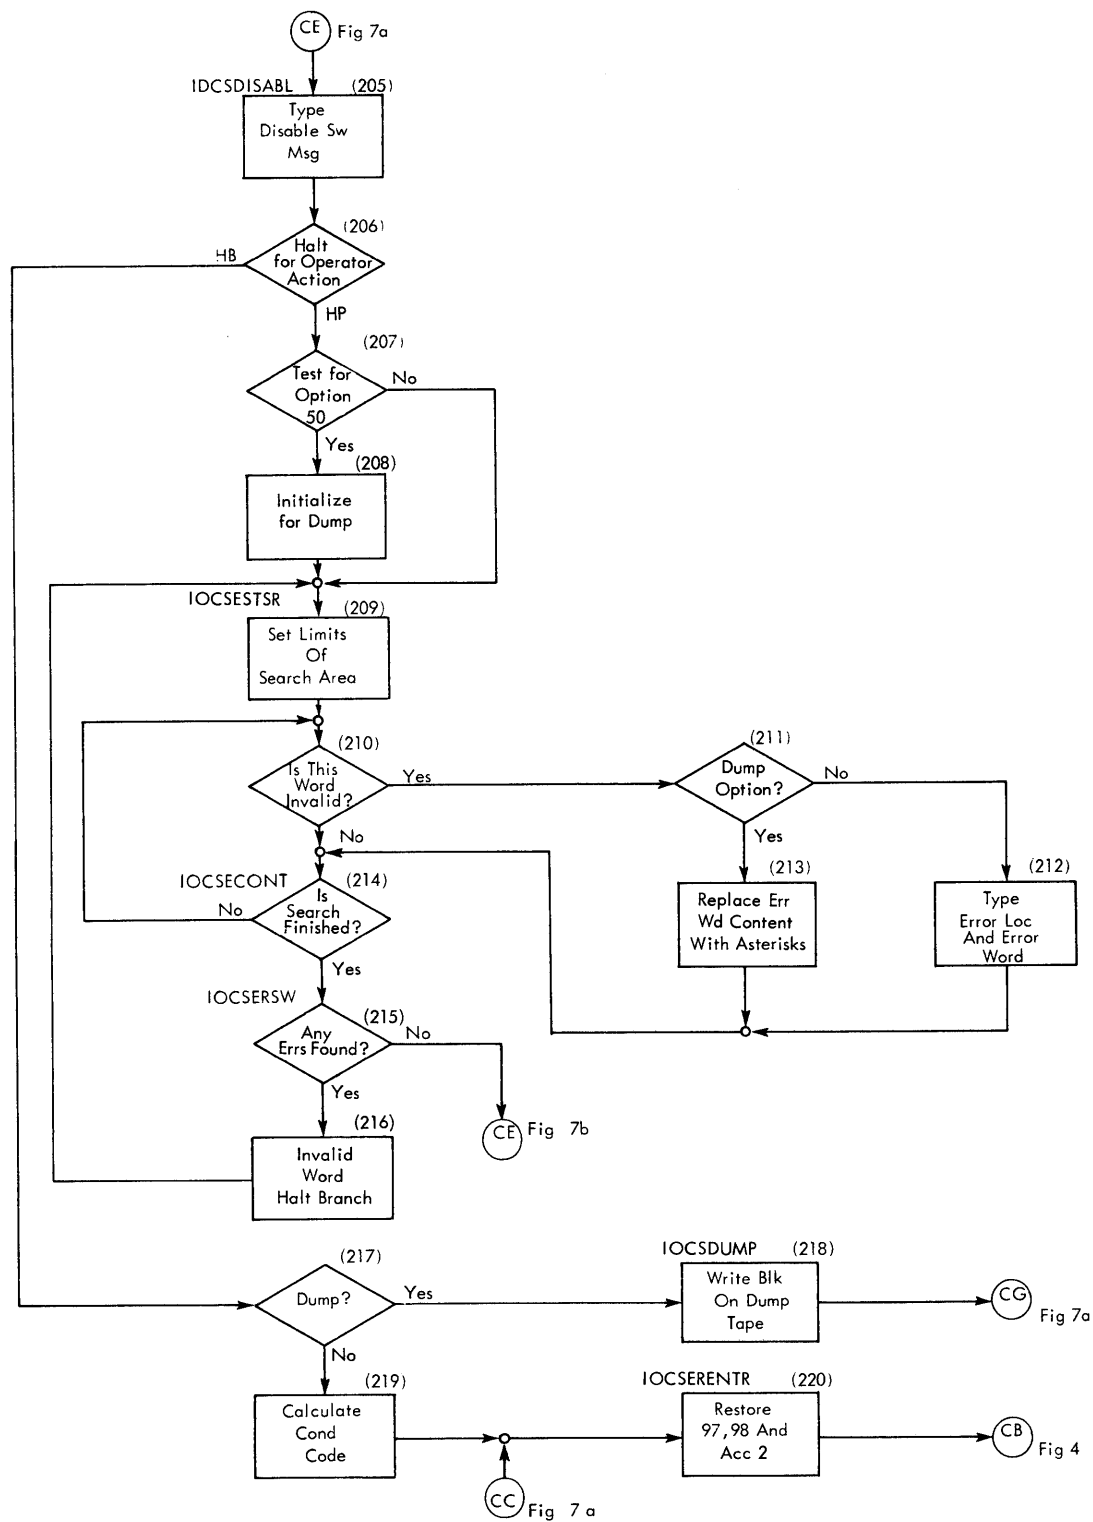 CE Fig 7a
IDCSDISABL (205)
Type
Disable Sw
Msg
(206)
HB
Halt
for Operator
Action
HP
(207)
Test for
Option
50
No
Yes
(208)
Initialize
for Dump
IOCSESTSR
(209)
Set Limits
Of
Search Area
(210)
Is This
Word
Invalid?
Yes
No
(211)
Dump
Option?
No
Yes
(213)
Replace Err
Wd Content
With Asterisks
(212)
Type
Error Loc
And Error
Word
IOCSECONT
(214)
Is
Search
Finished?
No
Yes
IOCSERSW
(215)
Any
Errs Found?
No
Yes
CE Fig 7b
(216)
Invalid
Word
Halt Branch
(217)
Dump?
Yes
No
IOCSDUMP (218)
Write Blk
On Dump
Tape
CG
Fig 7a
(219)
Calculate
Cond
Code
IOCSERENTR (220)
Restore
97,98 And
Acc 2
CB
Fig 4
CC Fig 7a